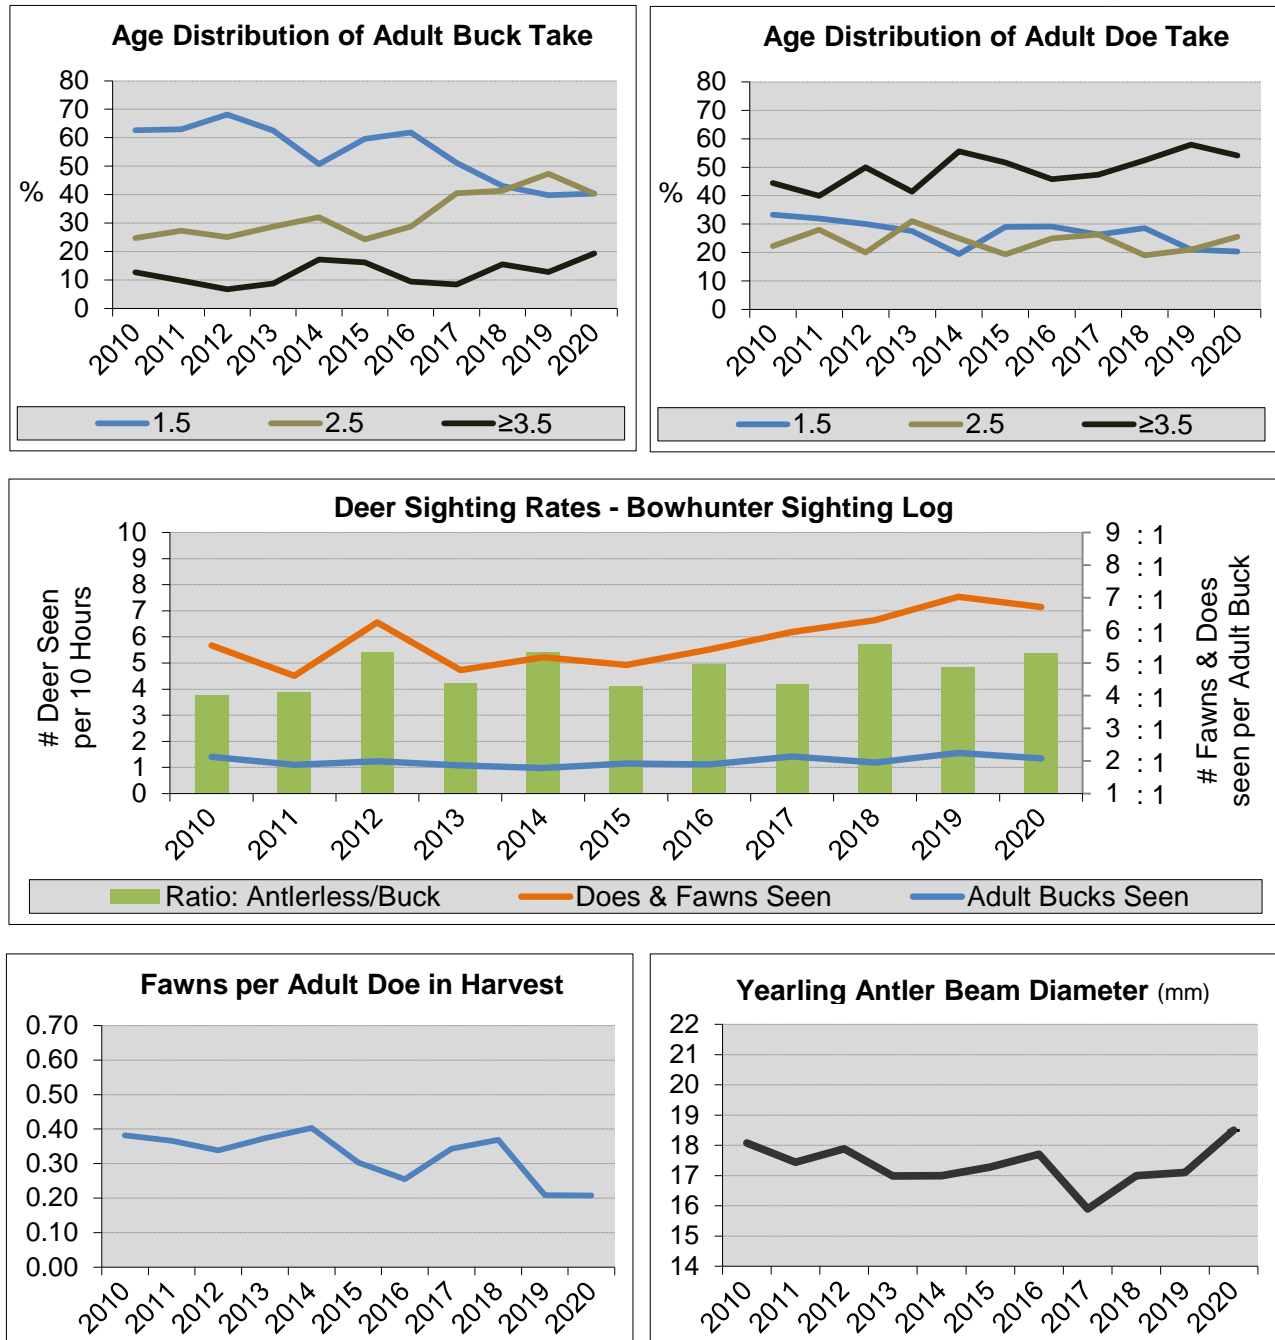 Age Distribution of Adult Buck Take
80
70
60
50
40
30
20
10
0
%
2010 2011 2012 2013 2014 2015 2016 2017 2018 2019 2020
1.5 2.5 ≥3.5
Age Distribution of Adult Doe Take
80
70
60
50
40
30
20
10
0
%
2010 2011 2012 2013 2014 2015 2016 2017 2018 2019 2020
1.5 2.5 ≥3.5
Deer Sighting Rates - Bowhunter Sighting Log
# Deer Seen
per 10 Hours
10
9
8
7
6
5
4
3
2
1
0
9 : 1
8 : 1
7 : 1
6 : 1
5 : 1
4 : 1
3 : 1
2 : 1
1 : 1
# Fawns & Does
seen per Adult Buck
2010 2011 2012 2013 2014 2015 2016 2017 2018 2019 2020
Ratio: Antlerless/Buck Does & Fawns Seen Adult Bucks Seen
Fawns per Adult Doe in Harvest
0.70
0.60
0.50
0.40
0.30
0.20
0.10
0.00
2010 2011 2012 2013 2014 2015 2016 2017 2018 2019 2020
Yearling Antler Beam Diameter (mm)
22
21
20
19
18
17
16
15
14
2010 2011 2012 2013 2014 2015 2016 2017 2018 2019 2020